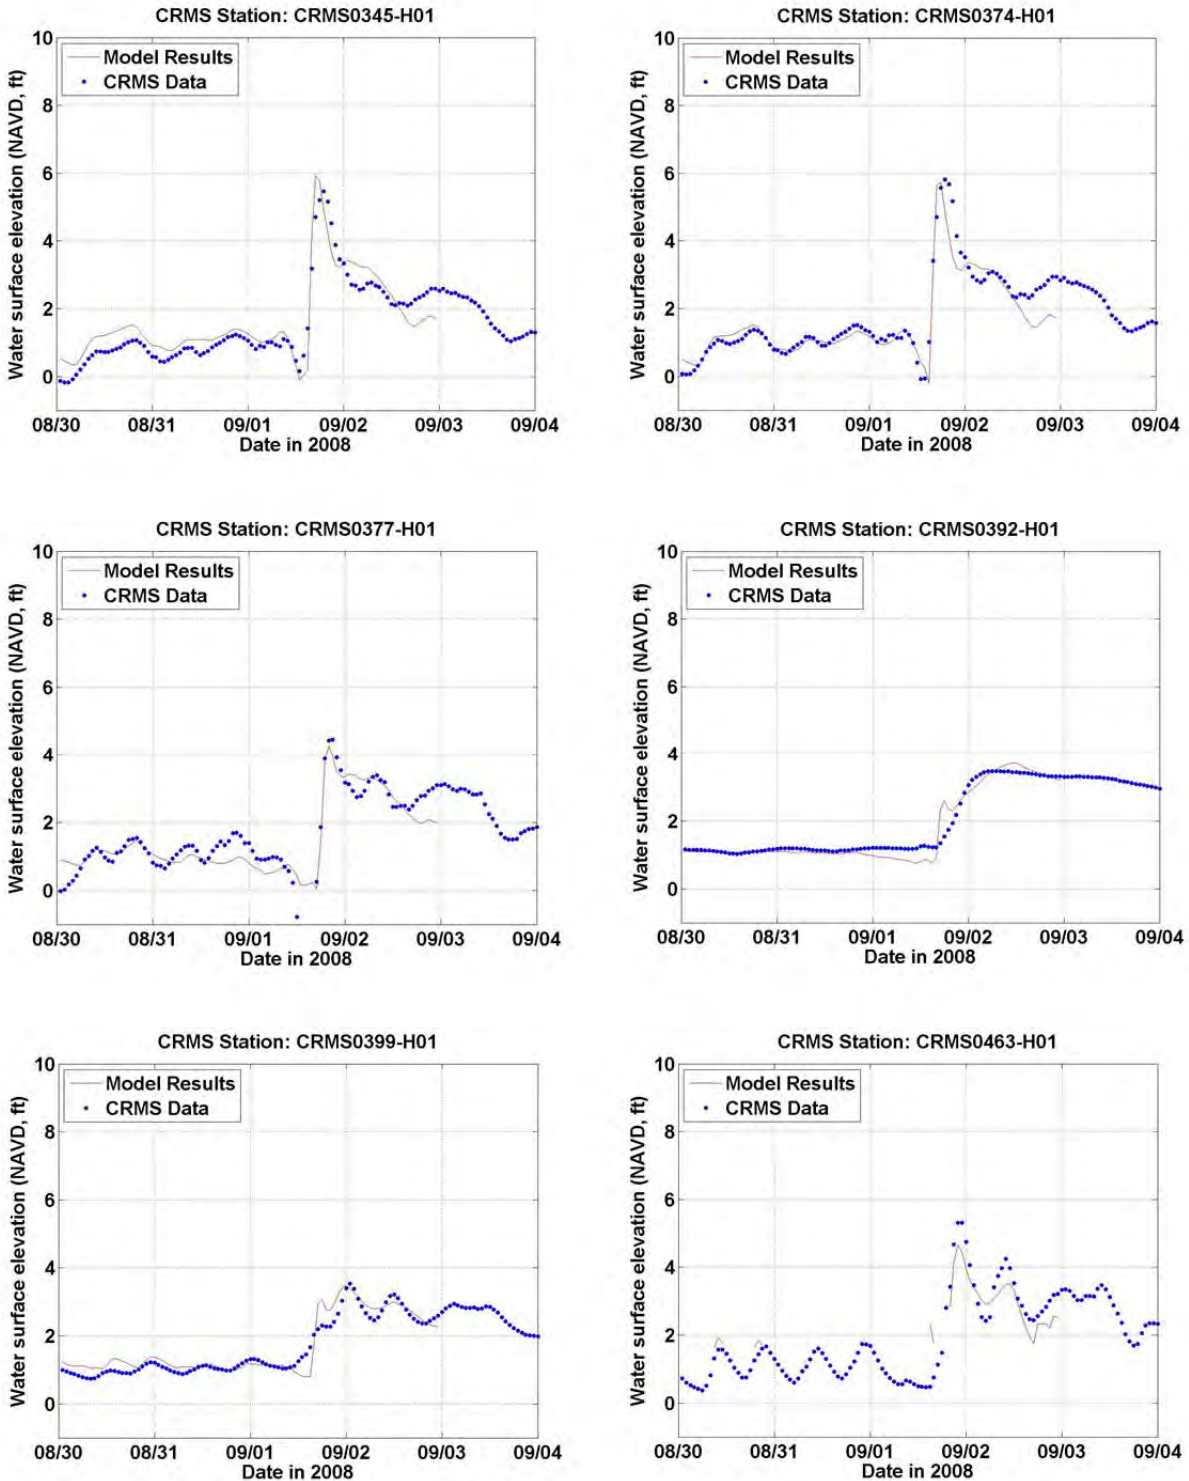 CRMS Station: CRMS0345-H01
Model Results
CRMS Data
Water surface elevation (NAVD, ft)
10
8
6
4
2
0
08/30 08/31 09/01 09/02 09/03 09/04
Date in 2008
CRMS Station: CRMS0374-H01
Model Results
CRMS Data
Water surface elevation (NAVD, ft)
10
8
6
4
2
0
08/30 08/31 09/01 09/02 09/03 09/04
Date in 2008
CRMS Station: CRMS0377-H01
Model Results
CRMS Data
Water surface elevation (NAVD, ft)
10
8
6
4
2
0
08/30 08/31 09/01 09/02 09/03 09/04
Date in 2008
CRMS Station: CRMS0392-H01
Model Results
CRMS Data
Water surface elevation (NAVD, ft)
10
8
6
4
2
0
08/30 08/31 09/01 09/02 09/03 09/04
Date in 2008
CRMS Station: CRMS0399-H01
Model Results
CRMS Data
Water surface elevation (NAVD, ft)
10
8
6
4
2
0
08/30 08/31 09/01 09/02 09/03 09/04
Date in 2008
CRMS Station: CRMS0463-H01
Model Results
CRMS Data
Water surface elevation (NAVD, ft)
10
8
6
4
2
0
08/30 08/31 09/01 09/02 09/03 09/04
Date in 2008